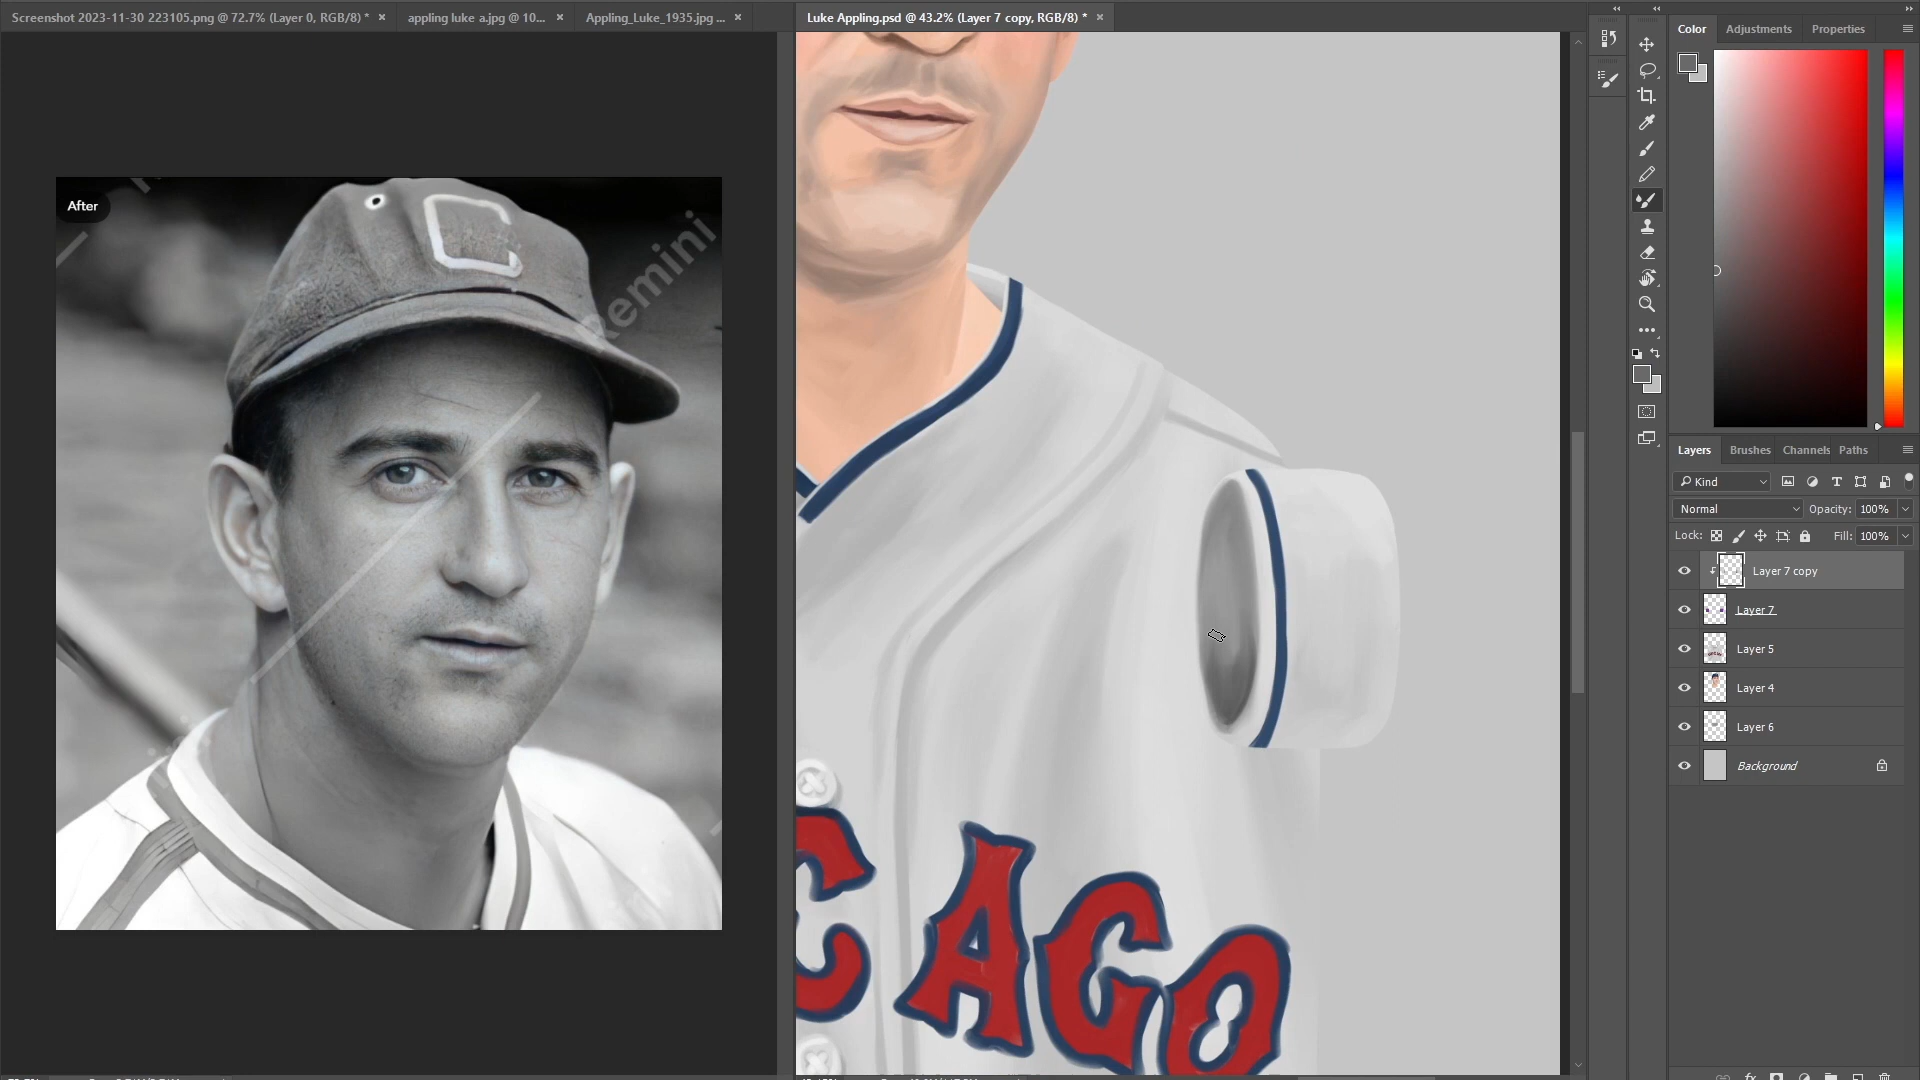 Screenshot 2023-11-30 223105.png @ 72.7% (Layer 0, RGB/8) * ×
appling luke a.jpg @ 10... ×
Appling_Luke_1935.jpg ... ×
Luke Appling.psd @ 43.2% (Layer 7 copy, RGB/8) * ×
Color
Adjustments
Properties
After
C
Remini
C AGO
Layers
Brushes
Channels
Paths
Kind
Normal
Opacity: 100%
Lock:
Fill: 100%
Layer 7 copy
Layer 7
Layer 5
Layer 4
Layer 6
Background